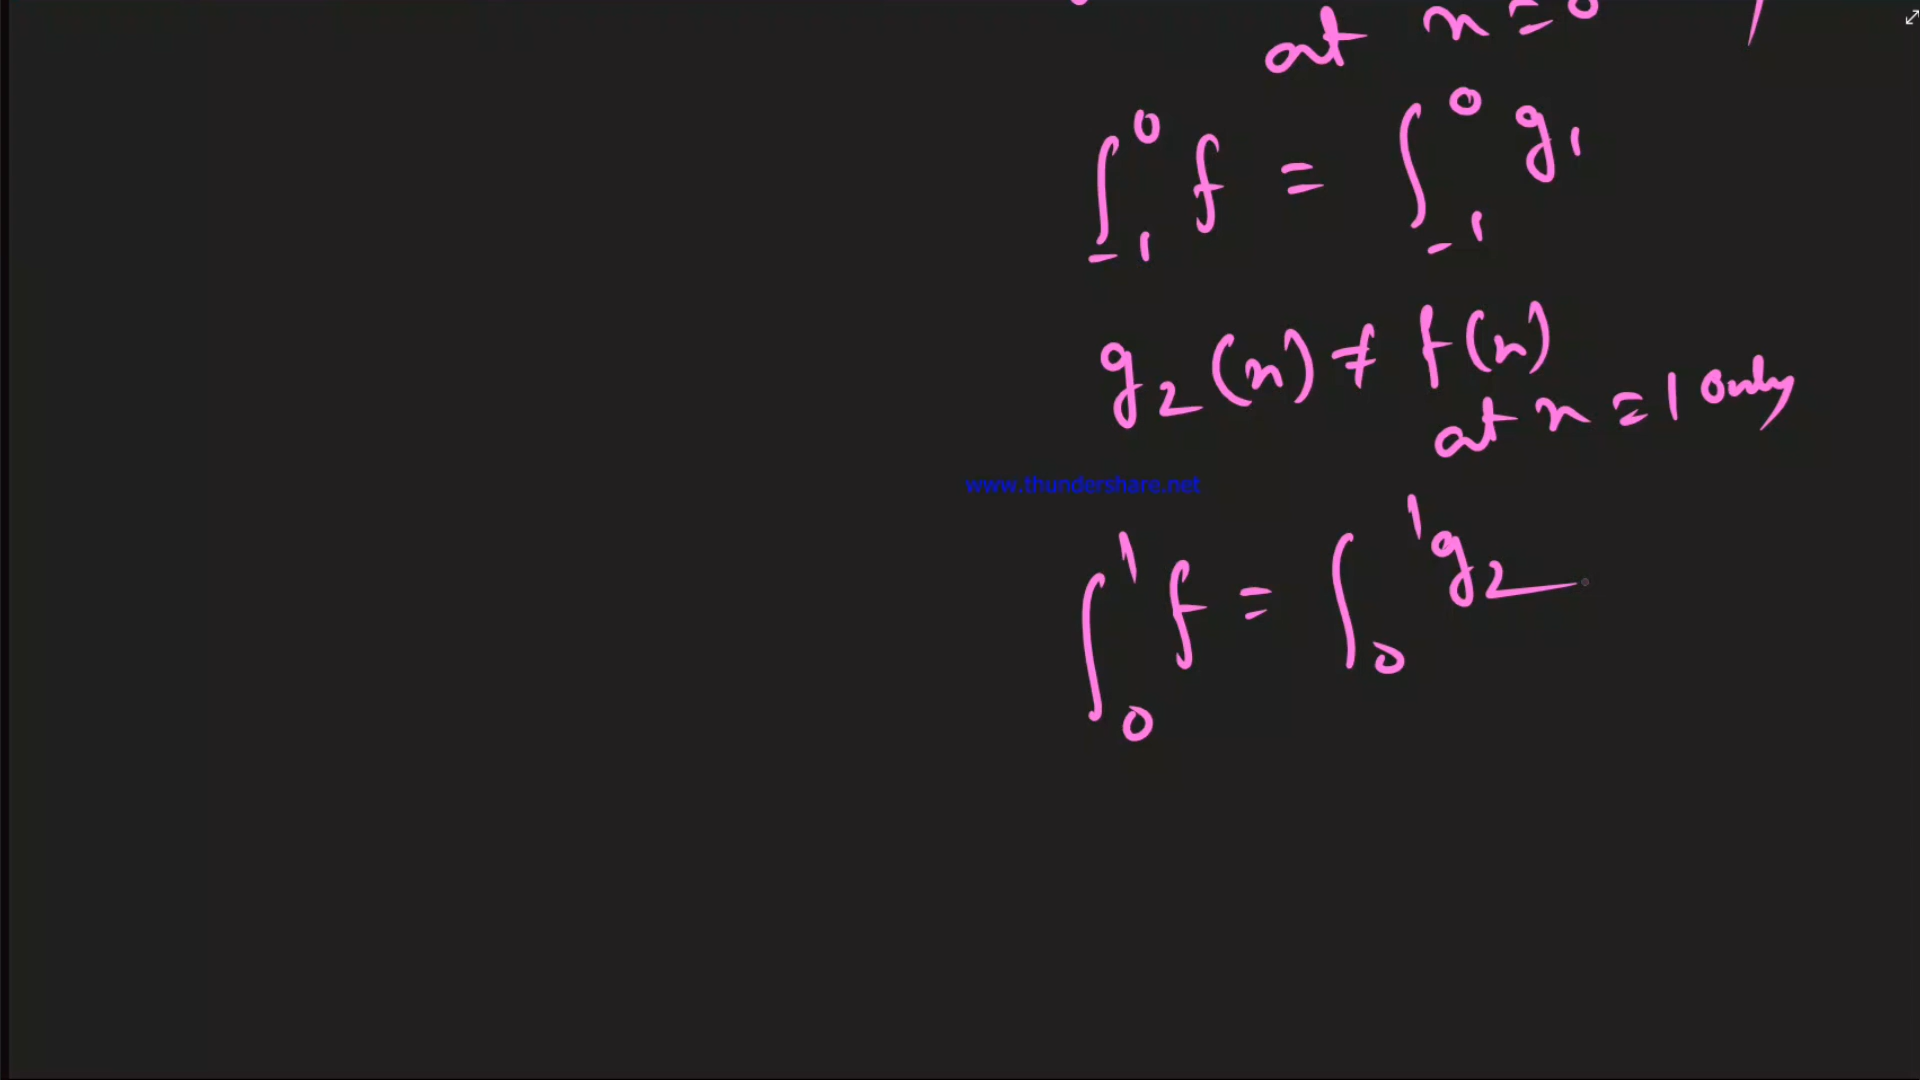 at x = 0
∫₋₁⁰ f = ∫₋₁⁰ g₁
g₂(x) ≠ f(x)
at x = 1 only
www.thundershare.net
∫₀¹ f = ∫₀¹ g₂